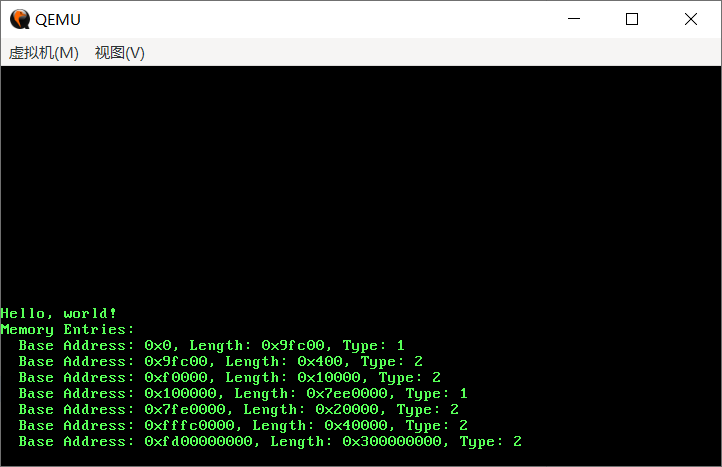 QEMU
虚拟机(M) 视图(V)
Hello, world!
Memory Entries:
Base Address: 0x0, Length: 0x9fc00, Type: 1
Base Address: 0x9fc00, Length: 0x400, Type: 2
Base Address: 0xf0000, Length: 0x10000, Type: 2
Base Address: 0x100000, Length: 0x7ee0000, Type: 1
Base Address: 0x7fe0000, Length: 0x20000, Type: 2
Base Address: 0xfffc0000, Length: 0x40000, Type: 2
Base Address: 0xfd00000000, Length: 0x300000000, Type: 2